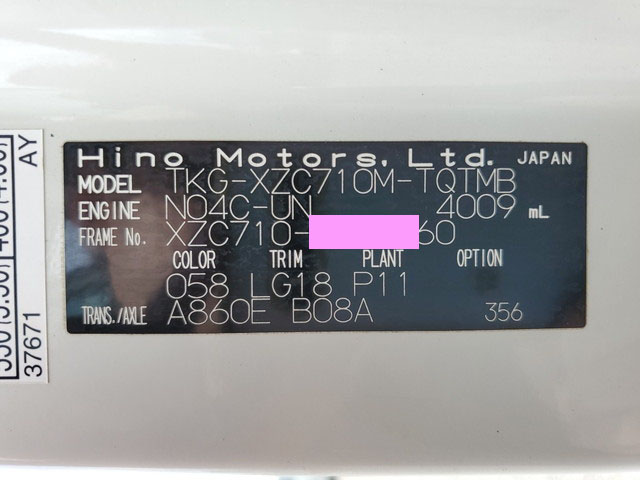 Hino Motors, Ltd. JAPAN
MODEL TKG-XZC710M-TQTMB
ENGINE N04C-UN 4009 mL
FRAME No. XZC710- 60
COLOR TRIM PLANT OPTION
058 LG18 P11
TRANS./AXLE A860E B08A 356
AY
37671